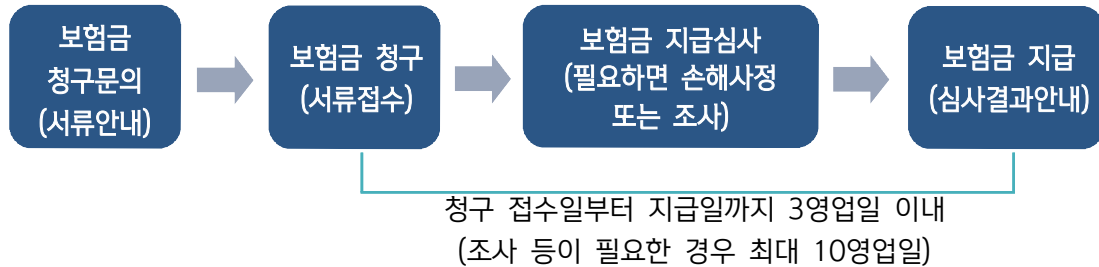 보험금
청구문의
(서류안내)
보험금 청구
(서류접수)
보험금 지급심사
(필요하면 손해사정
또는 조사)
보험금 지급
(심사결과안내)
청구 접수일부터 지급일까지 3영업일 이내
(조사 등이 필요한 경우 최대 10영업일)